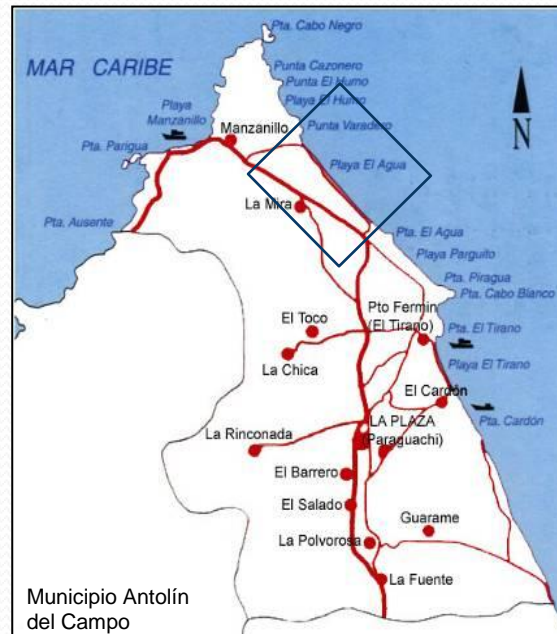 Pta. Cabo Negro
MAR CARIBE
Punta Cazonero
Punta El Humo
Playa El Humo
Playa
Manzanillo
Manzanillo
Punta Varadero
N
Pta. Parigua
Playa El Agua
La Mira
Pta. Ausente
Pta. El Agua
Playa Parguito
Pta. Piragua
Pta. Cabo Blanco
El Toco
Pto Fermin
(El Tirano)
Pta. El Tirano
La Chica
Playa El Tirano
El Cardón
Pta. Cardón
La Rinconada
LA PLAZA
(Paraguachi)
El Barrero
El Salado
Guarame
La Polvorosa
La Fuente
Municipio Antolín
del Campo